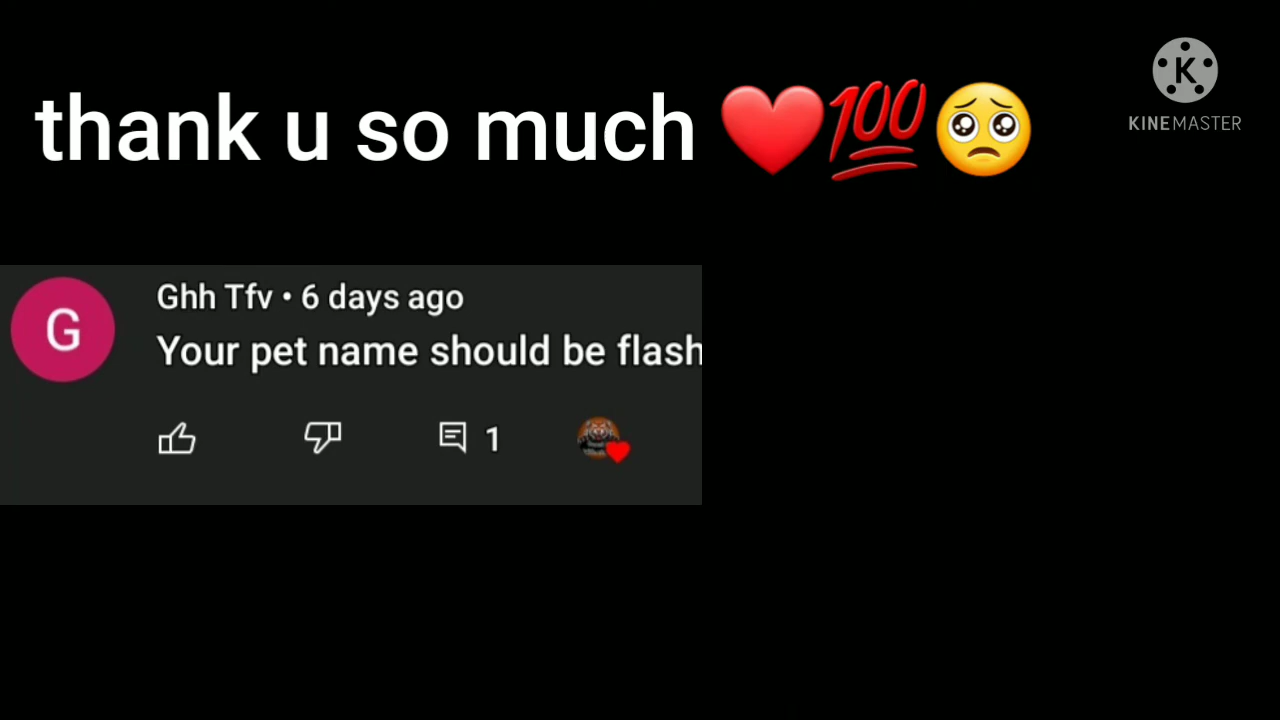 thank u so much ❤️💯🥺
K
KINEMASTER
G
Ghh Tfv • 6 days ago
Your pet name should be flash
1